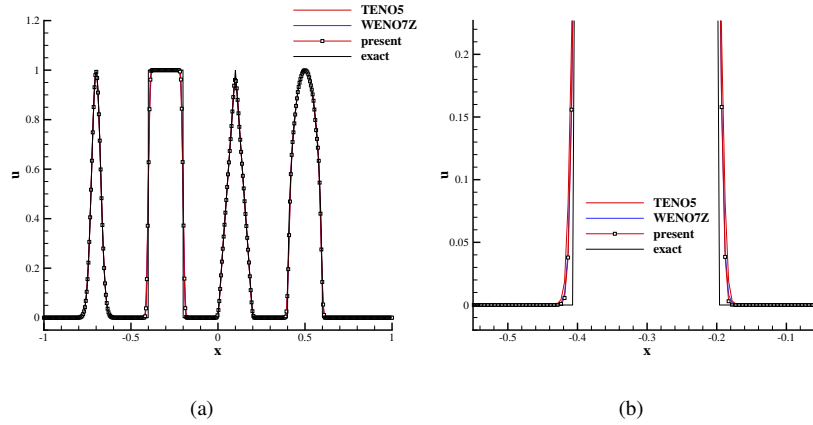 TENO5
WENO7Z
present
exact
1.2
1
0.8
0.6
0.4
0.2
0
u
-1
-0.5
0
0.5
1
x
(a)
0.2
0.15
0.1
0.05
0
u
TENO5
WENO7Z
present
exact
-0.5
-0.4
-0.3
-0.2
-0.1
x
(b)